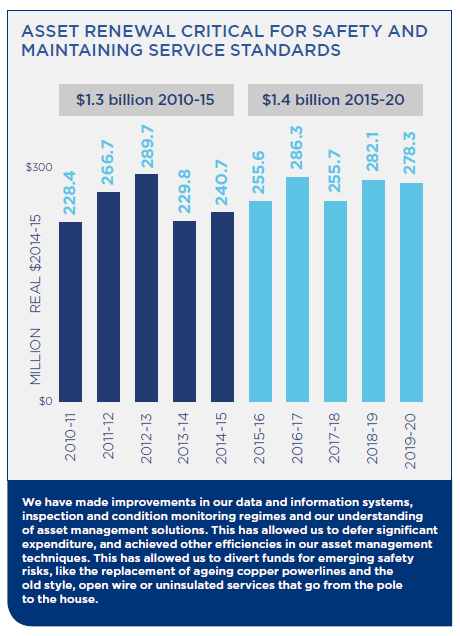 ASSET RENEWAL CRITICAL FOR SAFETY AND
MAINTAINING SERVICE STANDARDS
$1.3 billion 2010-15
$1.4 billion 2015-20
MILLION REAL $2014-15
$300
$0
228.4
266.7
289.7
229.8
240.7
255.6
286.3
255.7
282.1
278.3
2010-11
2011-12
2012-13
2013-14
2014-15
2015-16
2016-17
2017-18
2018-19
2019-20
We have made improvements in our data and information systems,
inspection and condition monitoring regimes and our understanding
of asset management solutions. This has allowed us to defer significant
expenditure, and achieved other efficiencies in our asset management
techniques. This has allowed us to divert funds for emerging safety
risks, like the replacement of ageing copper powerlines and the
old style, open wire or uninsulated services that go from the pole
to the house.